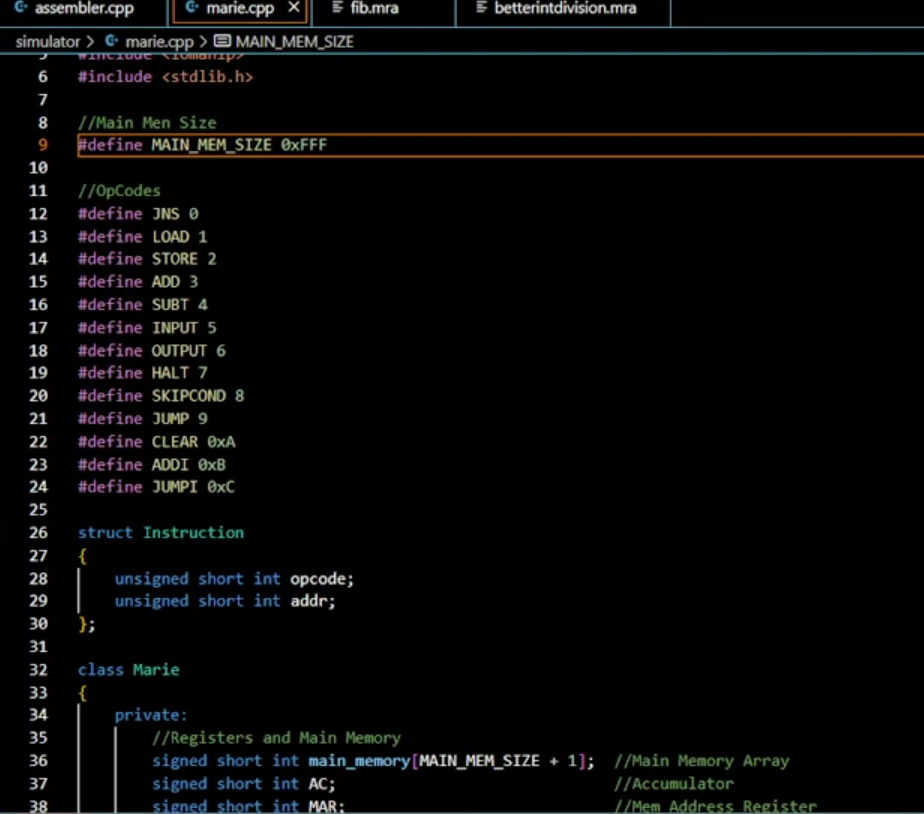 assembler.cpp marie.cpp X fib.mra betterintdivision.mra
simulator > marie.cpp > MAIN_MEM_SIZE
5 #include <iomanip>
6 #include <stdlib.h>
7
8 //Main Men Size
9 #define MAIN_MEM_SIZE 0xFFF
10
11 //OpCodes
12 #define JNS 0
13 #define LOAD 1
14 #define STORE 2
15 #define ADD 3
16 #define SUBT 4
17 #define INPUT 5
18 #define OUTPUT 6
19 #define HALT 7
20 #define SKIPCOND 8
21 #define JUMP 9
22 #define CLEAR 0xA
23 #define ADDI 0xB
24 #define JUMPI 0xC
25
26 struct Instruction
27 {
28 unsigned short int opcode;
29 unsigned short int addr;
30 };
31
32 class Marie
33 {
34 private:
35 //Registers and Main Memory
36 signed short int main_memory[MAIN_MEM_SIZE + 1]; //Main Memory Array
37 signed short int AC; //Accumulator
38 signed short int MAR; //Mem Address Register